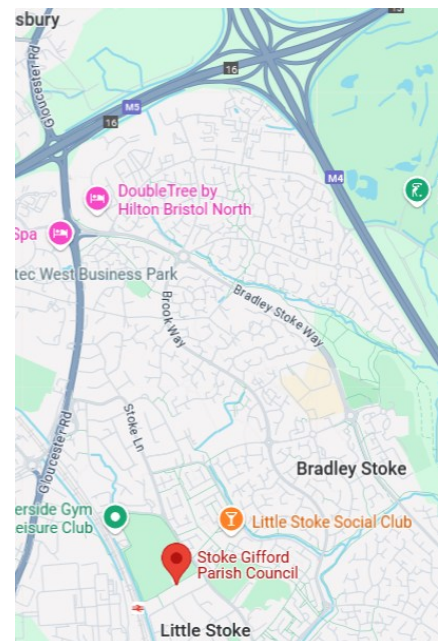 sbury
Gloucester Rd
15
16
M5
16
M4
DoubleTree by
Hilton Bristol North
Spa
tec West Business Park
Brook Way
Bradley Stoke Way
Gloucester Rd
Stoke Ln
Bradley Stoke
erside Gym
eisure Club
Little Stoke Social Club
Stoke Gifford
Parish Council
Little Stoke